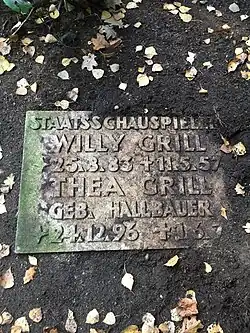 STAATSSCHAUSPIELER
WILLY GRILL
*25.8.83 †11.5.57
THEA GRILL
GEB. HALLBAUER
*24.12.96 †